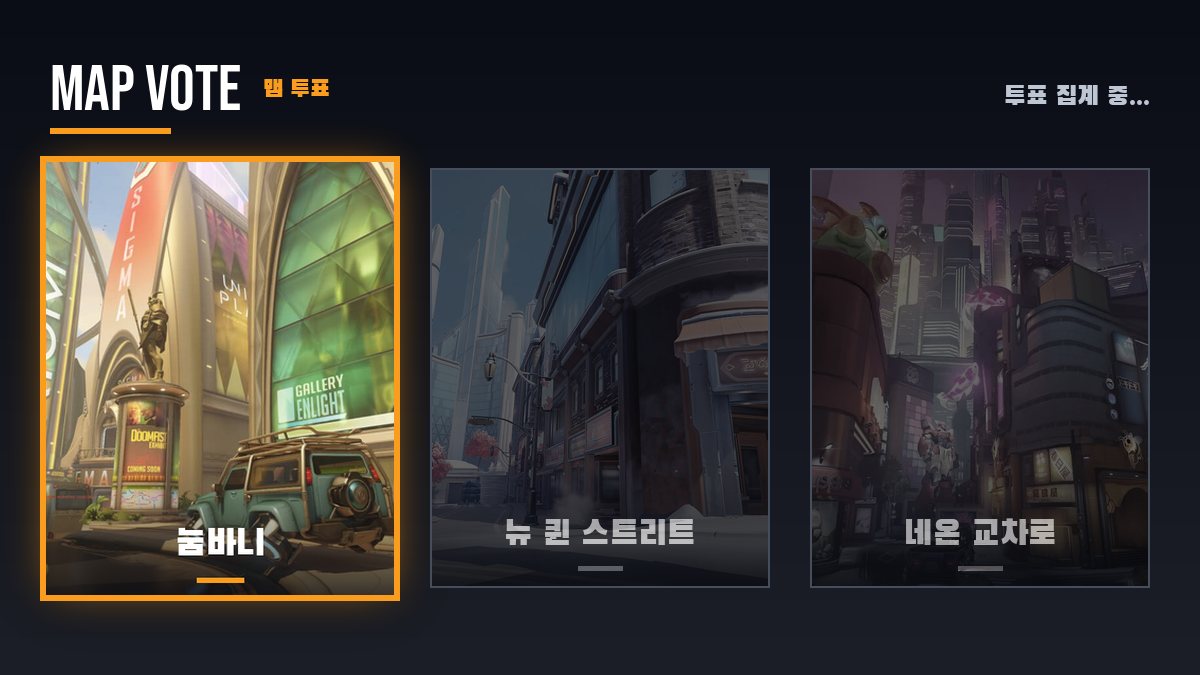 MAP VOTE
맵 투표
투표 집계 중...
SIGMA
GALLERY
ENLIGHT
DOOMFIST
COMING SOON
눔바니
뉴 퀸 스트리트
네온 교차로